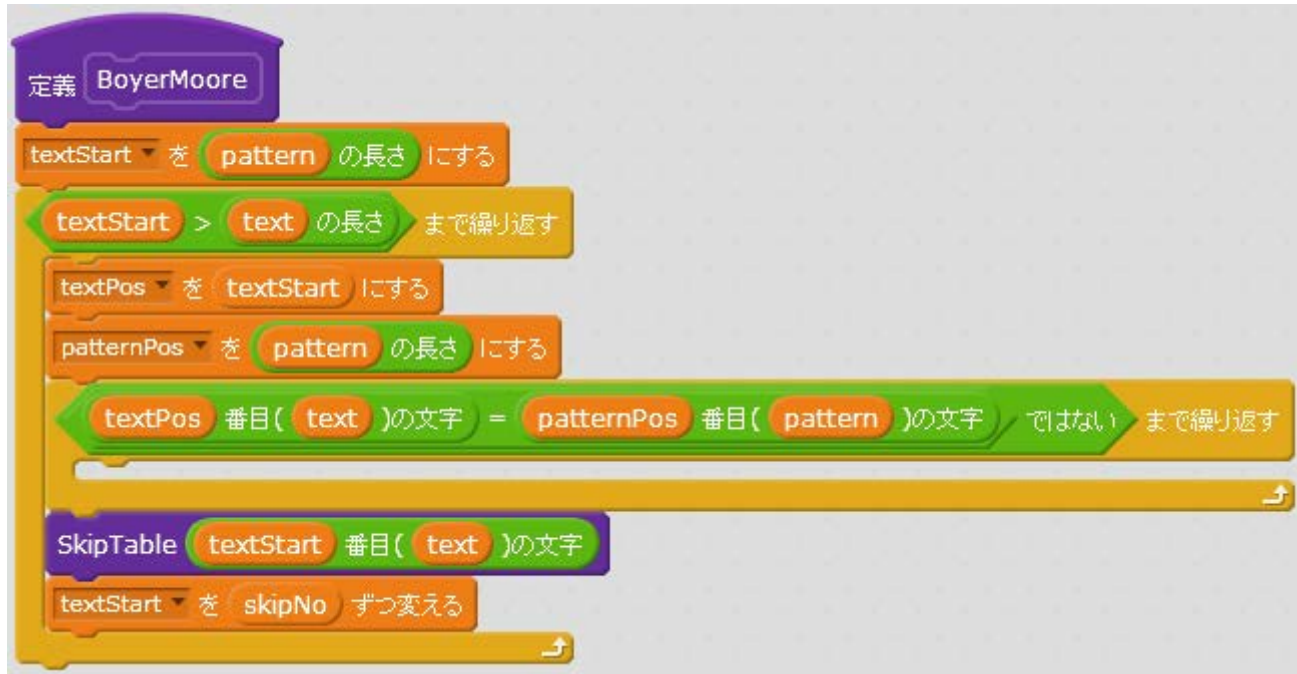 定義 BoyerMoore
textStart を pattern の長さ にする
textStart > text の長さ まで繰り返す
textPos を textStart にする
patternPos を pattern の長さ にする
textPos 番目( text )の文字 = patternPos 番目( pattern )の文字 ではない まで繰り返す
SkipTable textStart 番目( text )の文字
textStart を skipNo ずつ変える